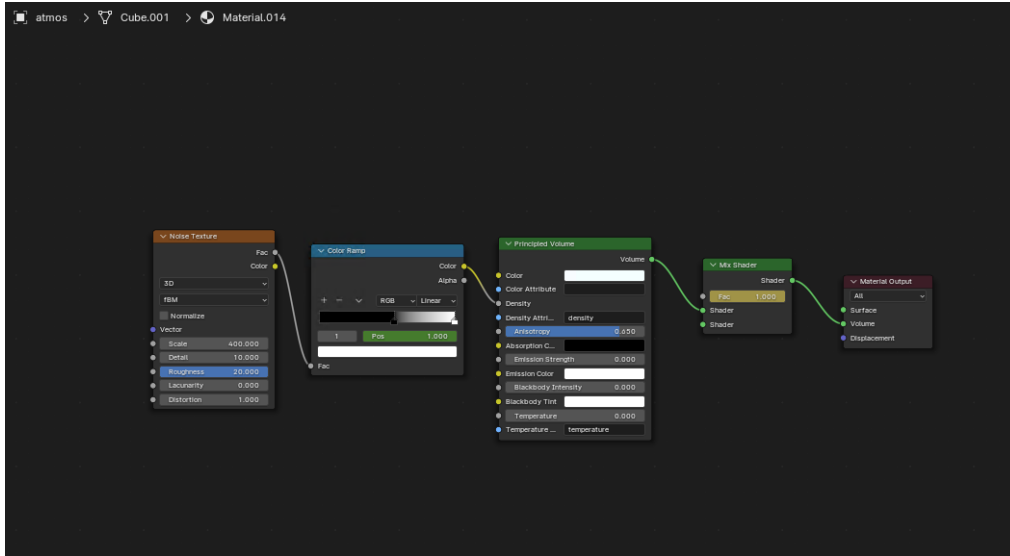 atmos > Cube.001 > Material.014
Noise Texture
Fac
Color
3D
fBM
Normalize
Vector
Scale 400.000
Detail 10.000
Roughness 20.000
Lacunarity 0.000
Distortion 1.000
Color Ramp
Color
Alpha
RGB Linear
1 Pos 1.000
Fac
Principled Volume
Volume
Color
Color Attribute
Density
Density Attri... density
Anisotropy 0.650
Absorption C...
Emission Strength 0.000
Emission Color
Blackbody Intensity 0.000
Blackbody Tint
Temperature 0.000
Temperature ... temperature
Mix Shader
Shader
Fac 1.000
Shader
Shader
Material Output
All
Surface
Volume
Displacement